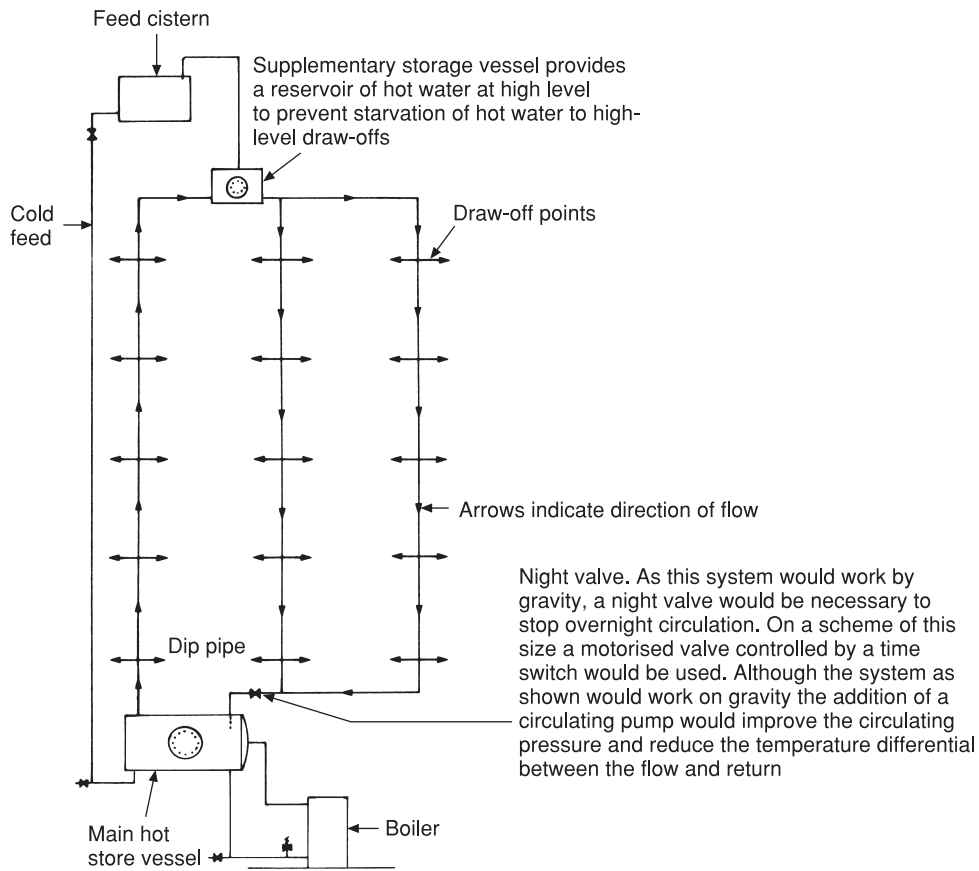 Feed cistern
Supplementary storage vessel provides
a reservoir of hot water at high level
to prevent starvation of hot water to high-
level draw-offs
Cold
feed
Draw-off points
Arrows indicate direction of flow
Night valve. As this system would work by
gravity, a night valve would be necessary to
stop overnight circulation. On a scheme of this
size a motorised valve controlled by a time
switch would be used. Although the system as
shown would work on gravity the addition of a
circulating pump would improve the circulating
pressure and reduce the temperature differential
between the flow and return
Dip pipe
Main hot
store vessel
Boiler